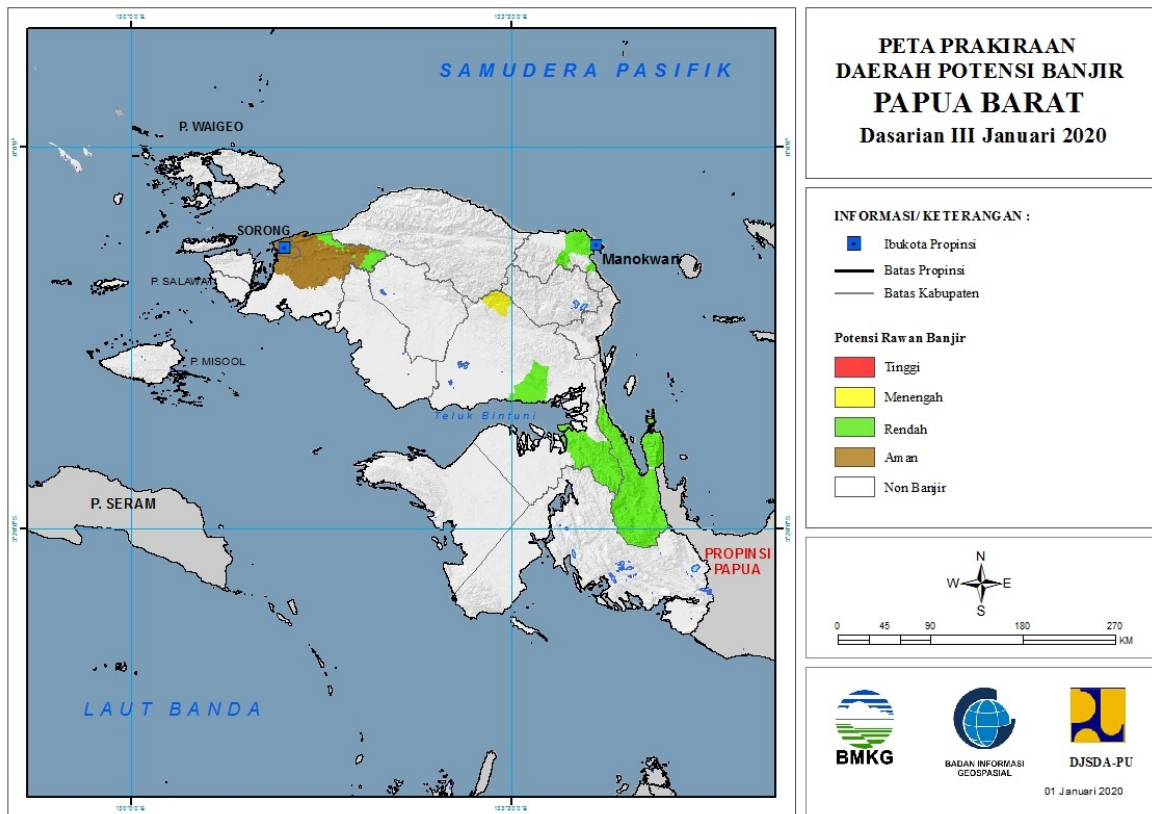 SAMUDERA PASIFIK
P. WAIGEO
SORONG
Manokwari
P. SALAWATI
P. MISOOL
Teluk Bintuni
P. SERAM
PROPINSI
PAPUA
LAUT BANDA
PETA PRAKIRAAN
DAERAH POTENSI BANJIR
PAPUA BARAT
Dasarian III Januari 2020
INFORMASI/ KETERANGAN :
Ibukota Propinsi
Batas Propinsi
Batas Kabupaten
Potensi Rawan Banjir
Tinggi
Menengah
Rendah
Aman
Non Banjir
N
W E
S
0 45 90 180 270
KM
BMKG
BADAN INFORMASI
GEOSPASIAL
DJSDA-PU
01 Januari 2020